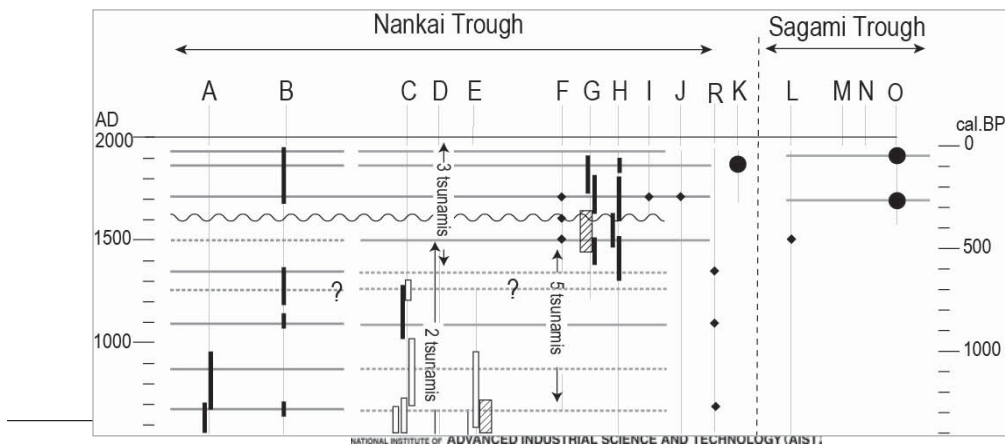 Nankai Trough
Sagami Trough
A B C D E F G H I J R K L M N O
AD
cal.BP
2000
0
3 tsunamis
1500
500
?
?
5 tsunamis
2 tsunamis
1000
1000
NATIONAL INSTITUTE OF ADVANCED INDUSTRIAL SCIENCE AND TECHNOLOGY (AIST)